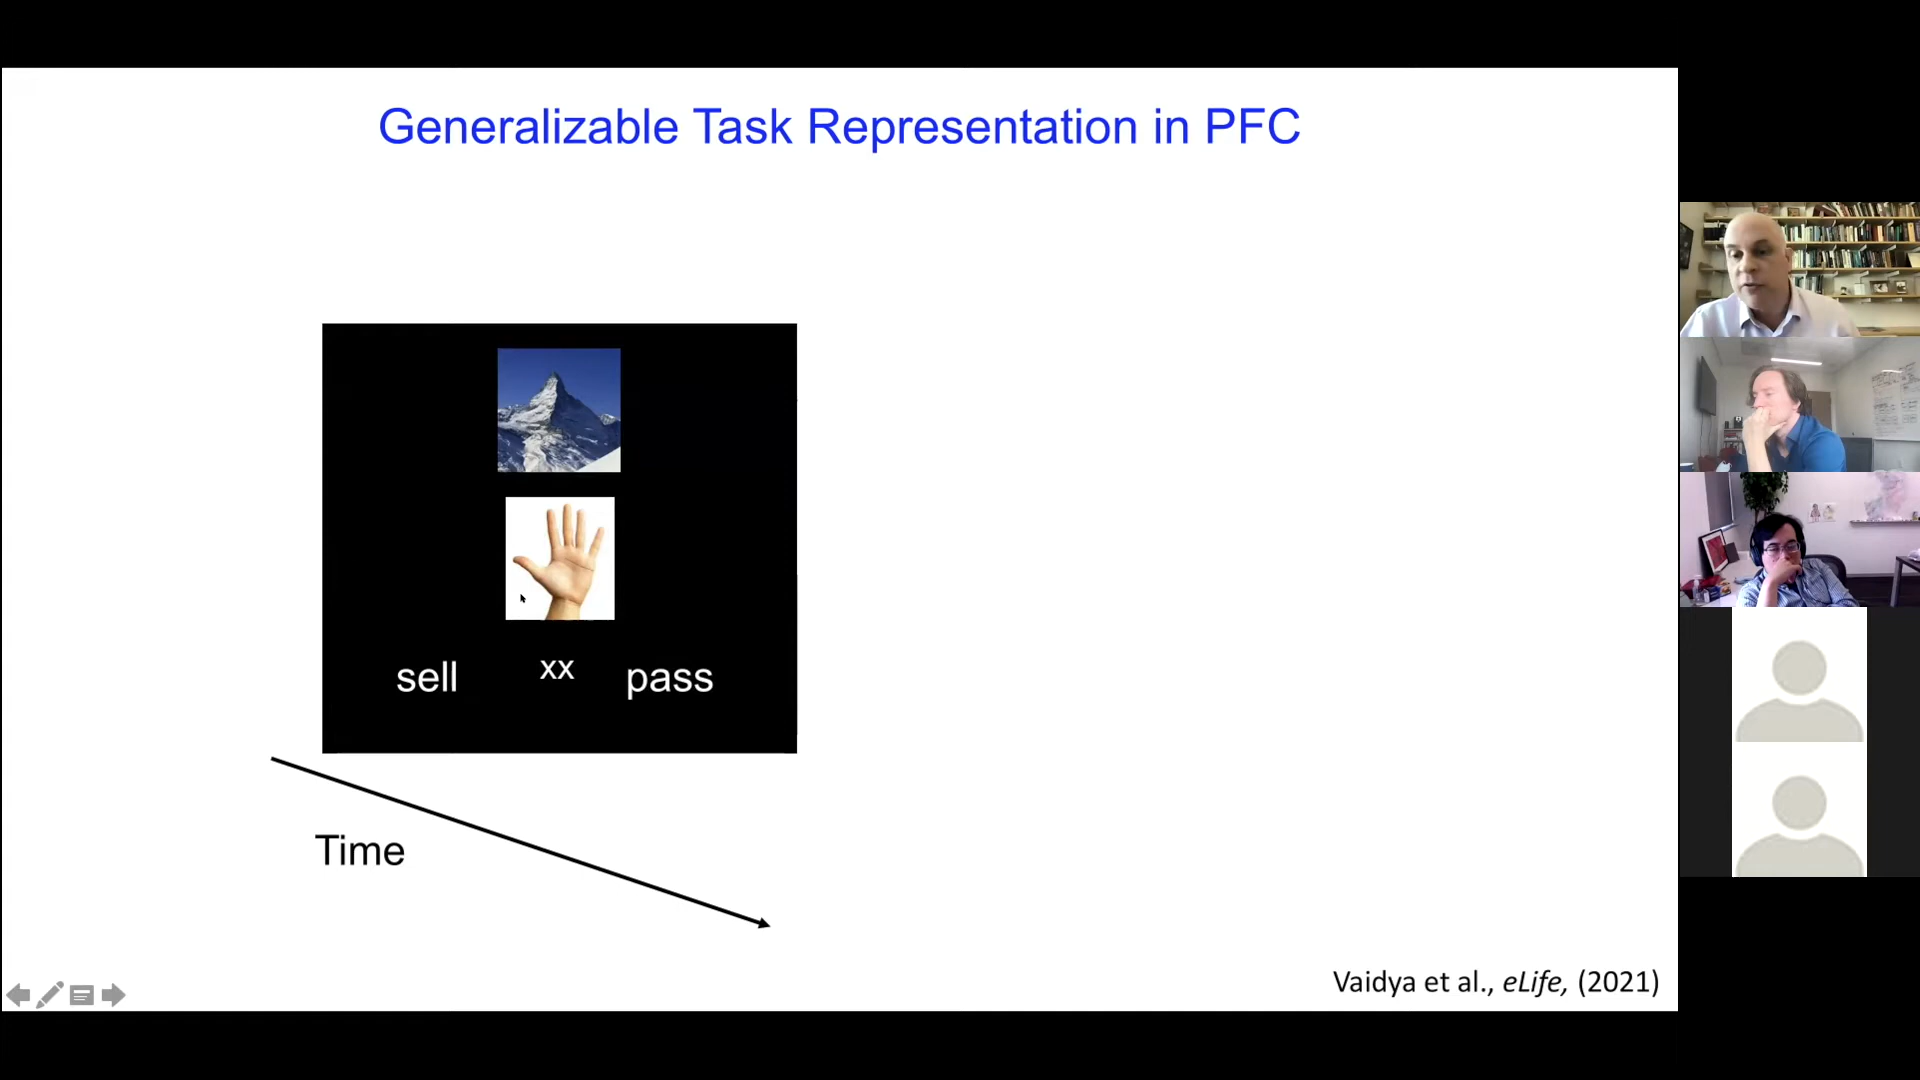 Generalizable Task Representation in PFC
sell xx pass
Time
Vaidya et al., eLife, (2021)